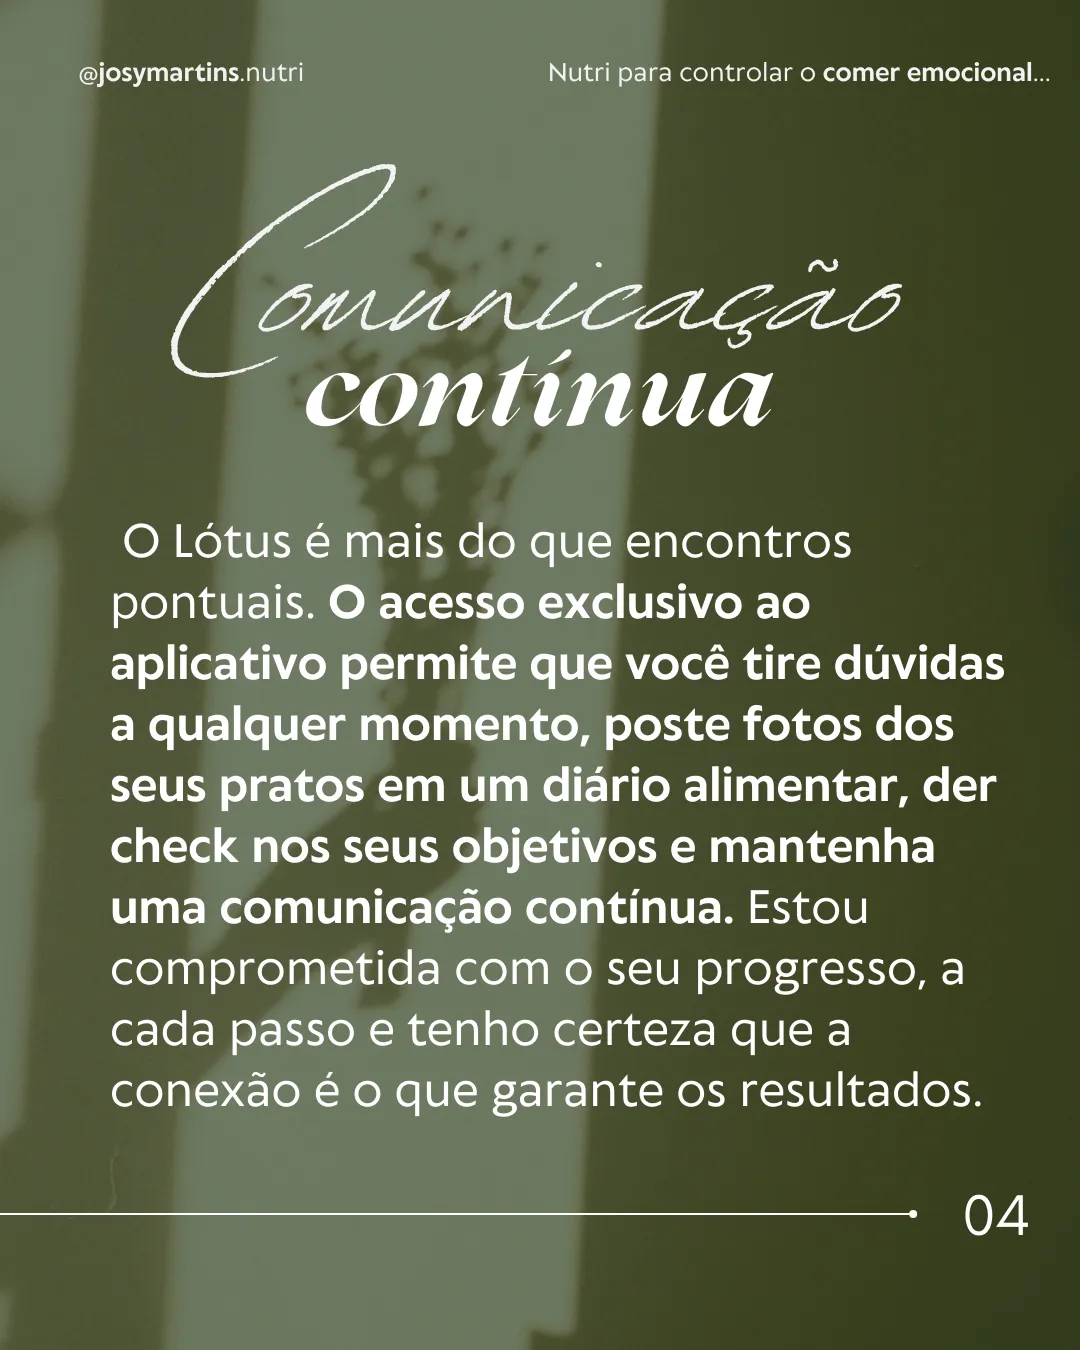 @josymartins.nutri
Nutri para controlar o comer emocional...
Comunicação
contínua
O Lótus é mais do que encontros
pontuais. O acesso exclusivo ao
aplicativo permite que você tire dúvidas
a qualquer momento, poste fotos dos
seus pratos em um diário alimentar, der
check nos seus objetivos e mantenha
uma comunicação contínua. Estou
comprometida com o seu progresso, a
cada passo e tenho certeza que a
conexão é o que garante os resultados.
04